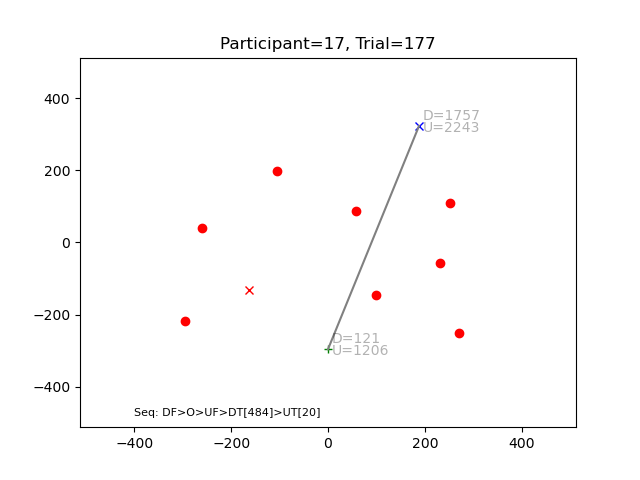 Participant=17, Trial=177
400
200
0
−200
−400
D=1757
U=2243
D=121
U=1206
Seq: DF>O>UF>DT[484]>UT[20]
−400
−200
0
200
400